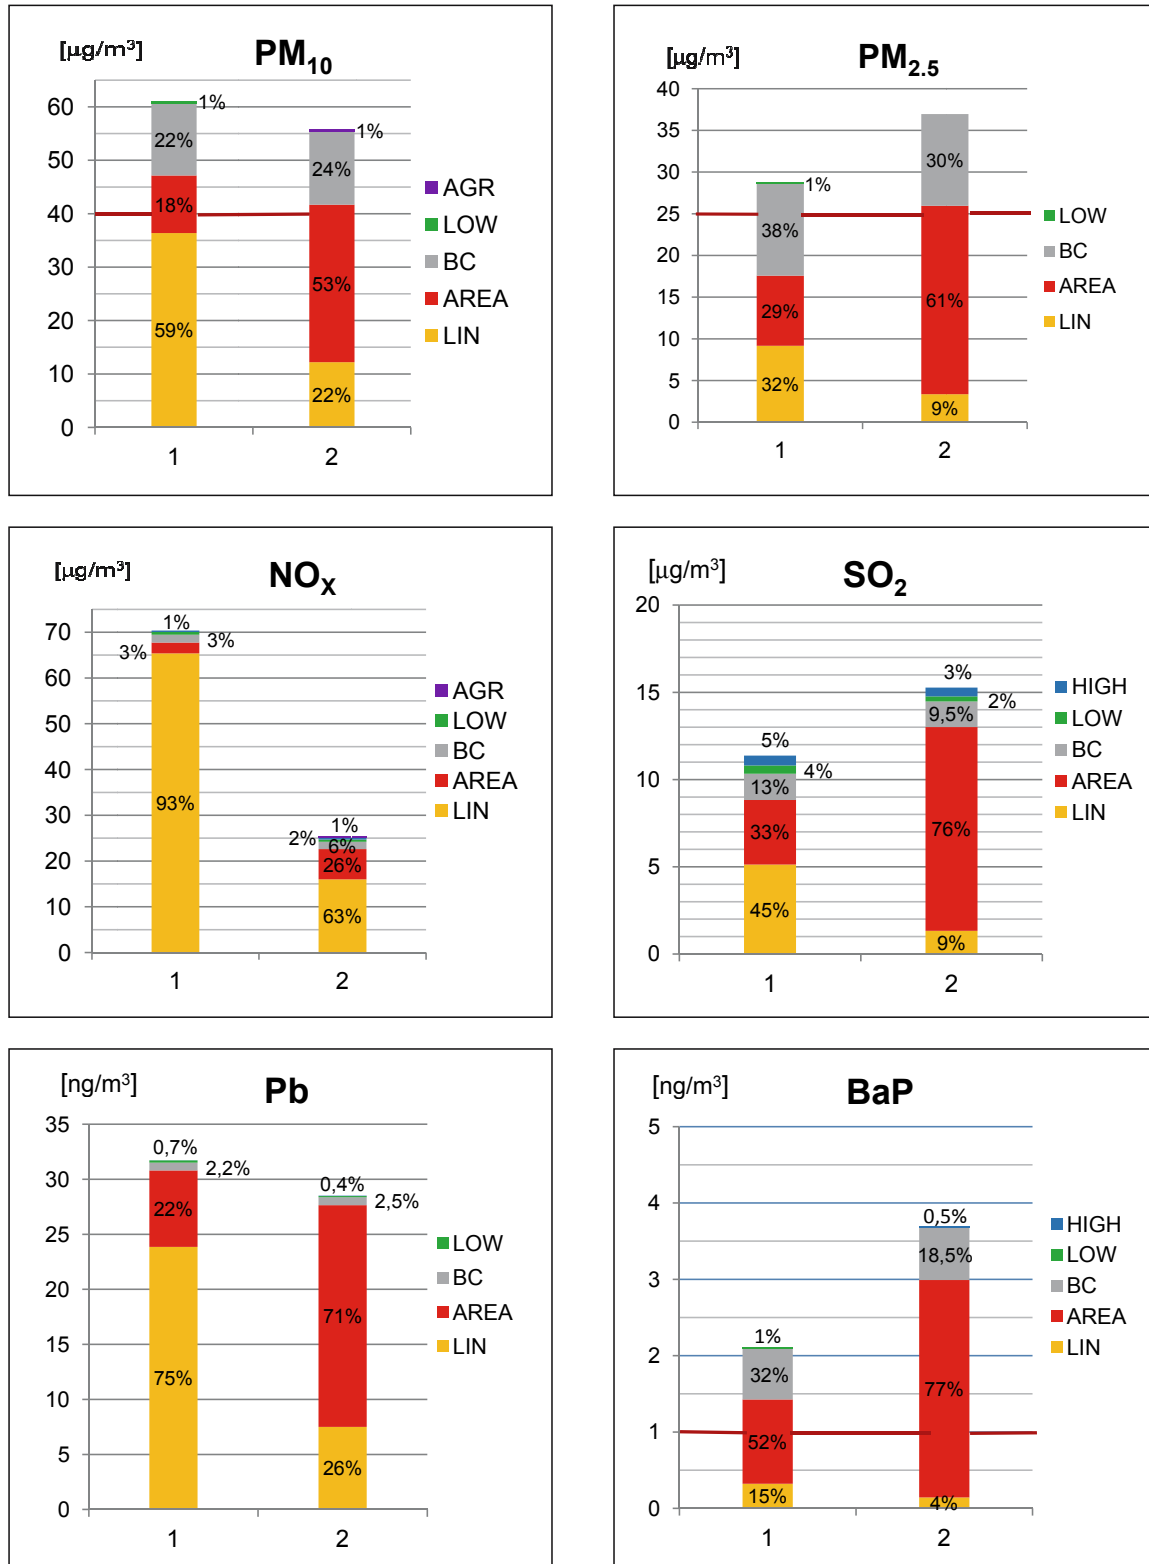 [µg/m³]
PM₁₀
60
50
40
30
20
10
0
1%
22%
18%
59%
1%
24%
53%
22%
AGR
LOW
BC
AREA
LIN
1
2
[µg/m³]
PM₂.₅
40
35
30
25
20
15
10
5
0
1%
38%
29%
32%
30%
61%
9%
LOW
BC
AREA
LIN
1
2
[µg/m³]
NOₓ
70
60
50
40
30
20
10
0
1%
3%
3%
93%
1%
2%
6%
26%
63%
AGR
LOW
BC
AREA
LIN
1
2
[µg/m³]
SO₂
20
15
10
5
0
5%
4%
13%
33%
45%
3%
2%
9,5%
76%
9%
HIGH
LOW
BC
AREA
LIN
1
2
[ng/m³]
Pb
35
30
25
20
15
10
5
0
0,7%
2,2%
22%
75%
0,4%
2,5%
71%
26%
LOW
BC
AREA
LIN
1
2
[ng/m³]
BaP
5
4
3
2
1
0
1%
32%
52%
15%
0,5%
18,5%
77%
4%
HIGH
LOW
BC
AREA
LIN
1
2